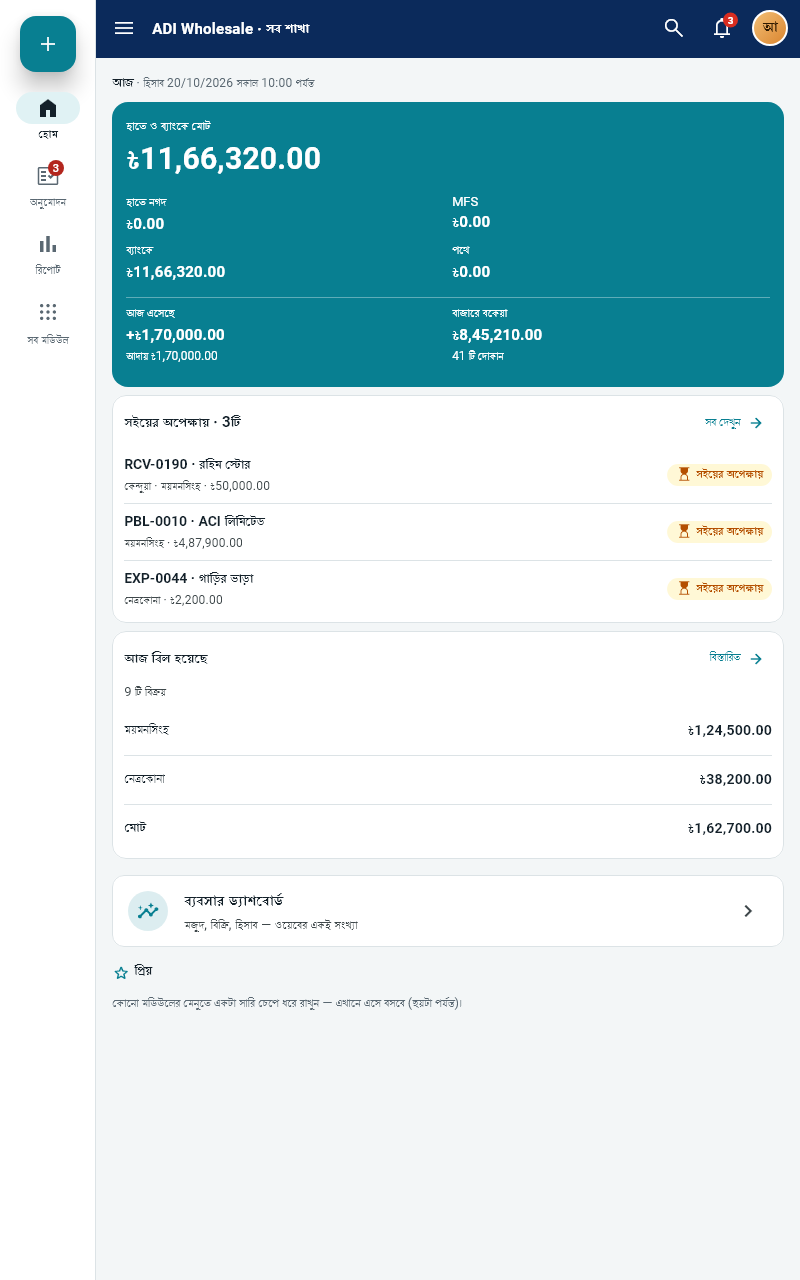 ADI Wholesale · সব শাখা
3
আ
হোম
3
অনুমোদন
রিপোর্ট
সব মডিউল
আজ · হিসাব 20/10/2026 সকাল 10:00 পর্যন্ত
হাতে ও ব্যাংকে মোট
৳11,66,320.00
হাতে নগদ
৳0.00
MFS
৳0.00
ব্যাংকে
৳11,66,320.00
পথে
৳0.00
আজ এসেছে
+৳1,70,000.00
আদায় ৳1,70,000.00
বাজারে বকেয়া
৳8,45,210.00
41 টি দোকান
সইয়ের অপেক্ষায় · 3টি
সব দেখুন
RCV-0190 · রহিম স্টোর
কেন্দুয়া · ময়মনসিংহ · ৳50,000.00
সইয়ের অপেক্ষায়
PBL-0010 · ACI লিমিটেড
ময়মনসিংহ · ৳4,87,900.00
সইয়ের অপেক্ষায়
EXP-0044 · গাড়ির ভাড়া
নেত্রকোনা · ৳2,200.00
সইয়ের অপেক্ষায়
আজ বিল হয়েছে
বিস্তারিত
9 টি বিক্রয়
ময়মনসিংহ ৳1,24,500.00
নেত্রকোনা ৳38,200.00
মোট ৳1,62,700.00
ব্যবসার ড্যাশবোর্ড
মজুদ, বিক্রি, হিসাব — ওয়েবের একই সংখ্যা
প্রিয়
কোনো মডিউলের মেনুতে একটা সারি চেপে ধরে রাখুন — এখানে এসে বসবে (ছয়টা পর্যন্ত)।